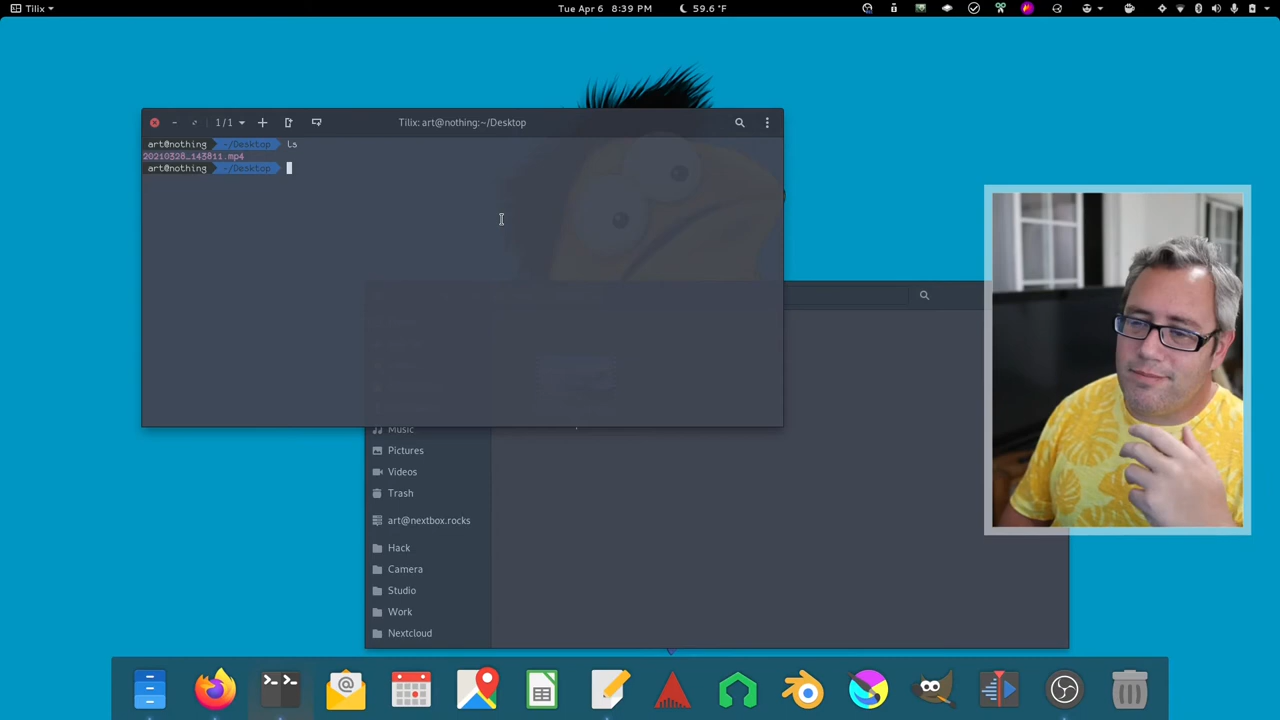 Tilix
Tue Apr 6 8:39 PM
59.6 °F
1/1
Tilix: art@nothing:~/Desktop
art@nothing ~/Desktop ls
20210328_143811.mp4
art@nothing ~/Desktop
Music
Pictures
Videos
Trash
art@nextbox.rocks
Hack
Camera
Studio
Work
Nextcloud